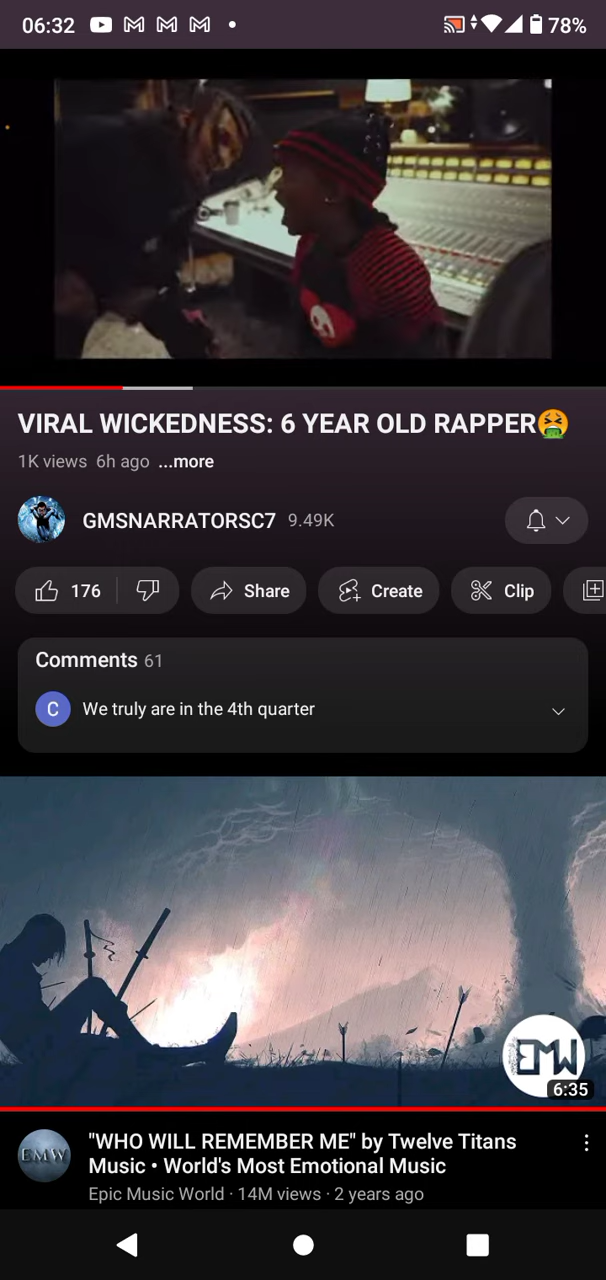 06:32
78%
VIRAL WICKEDNESS: 6 YEAR OLD RAPPER🤮
1K views 6h ago ...more
GMSNARRATORSC7 9.49K
176
Share
Create
Clip
Comments 61
C
We truly are in the 4th quarter
EMW
6:35
EMW
"WHO WILL REMEMBER ME" by Twelve Titans
Music • World's Most Emotional Music
Epic Music World · 14M views · 2 years ago